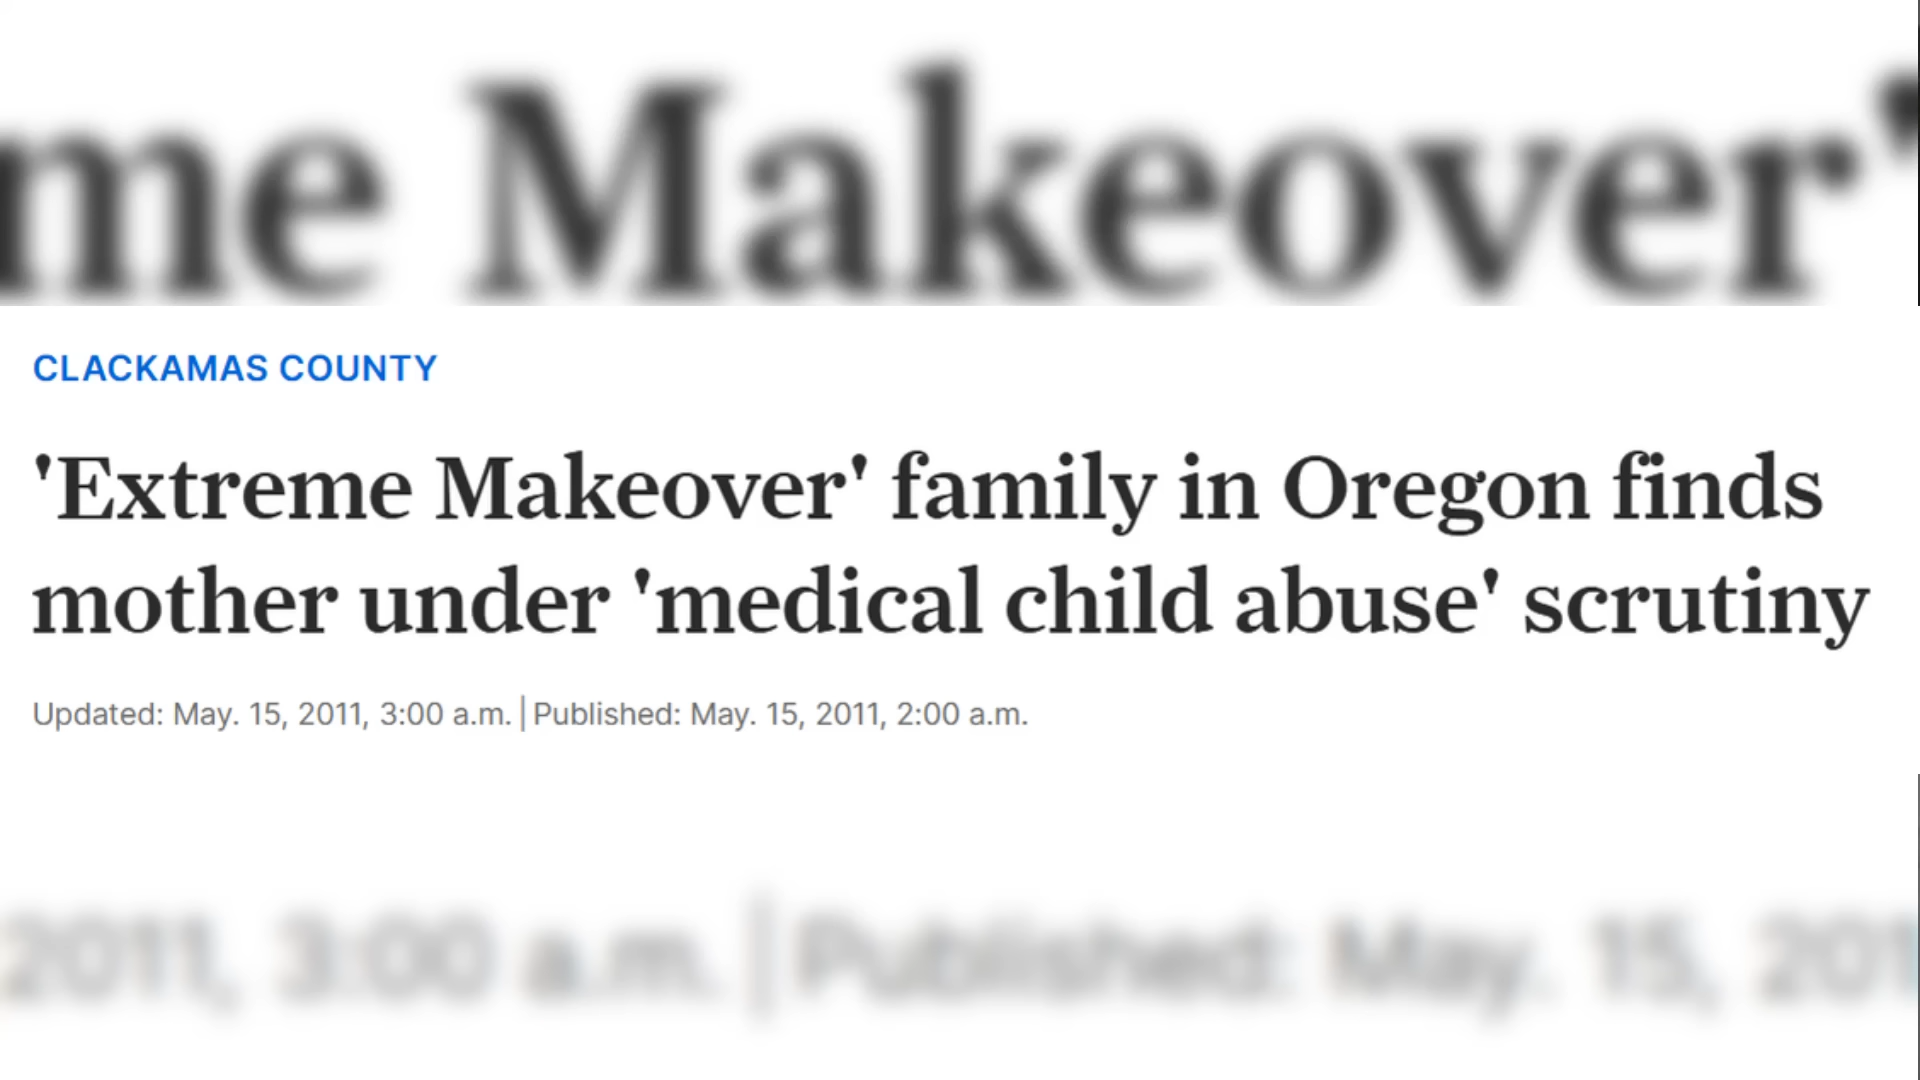 me Makeover'
CLACKAMAS COUNTY
'Extreme Makeover' family in Oregon finds
mother under 'medical child abuse' scrutiny
Updated: May. 15, 2011, 3:00 a.m. | Published: May. 15, 2011, 2:00 a.m.
2011, 3:00 a.m. | Published: May. 15, 201